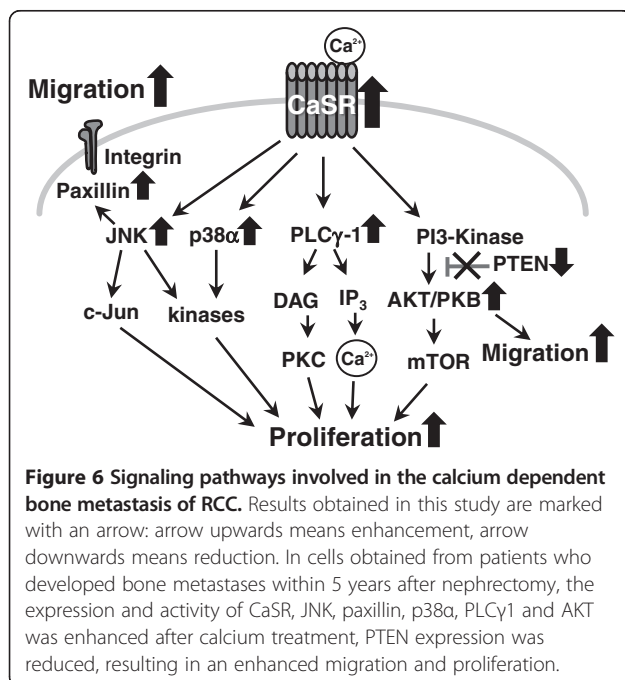 Ca2+
Migration
CaSR
Integrin
Paxillin
JNK p38α PLCγ-1 PI3-Kinase
PTEN
c-Jun kinases DAG IP3 AKT/PKB
PKC Ca2+ mTOR Migration
Proliferation
Figure 6 Signaling pathways involved in the calcium dependent
bone metastasis of RCC. Results obtained in this study are marked
with an arrow: arrow upwards means enhancement, arrow
downwards means reduction. In cells obtained from patients who
developed bone metastases within 5 years after nephrectomy, the
expression and activity of CaSR, JNK, paxillin, p38α, PLCγ1 and AKT
was enhanced after calcium treatment, PTEN expression was
reduced, resulting in an enhanced migration and proliferation.